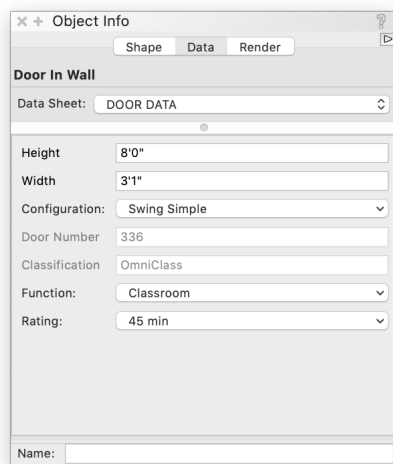 Object Info ?
Shape Data Render
Door In Wall
Data Sheet: DOOR DATA
Height 8'0"
Width 3'1"
Configuration: Swing Simple
Door Number 336
Classification OmniClass
Function: Classroom
Rating: 45 min
Name: